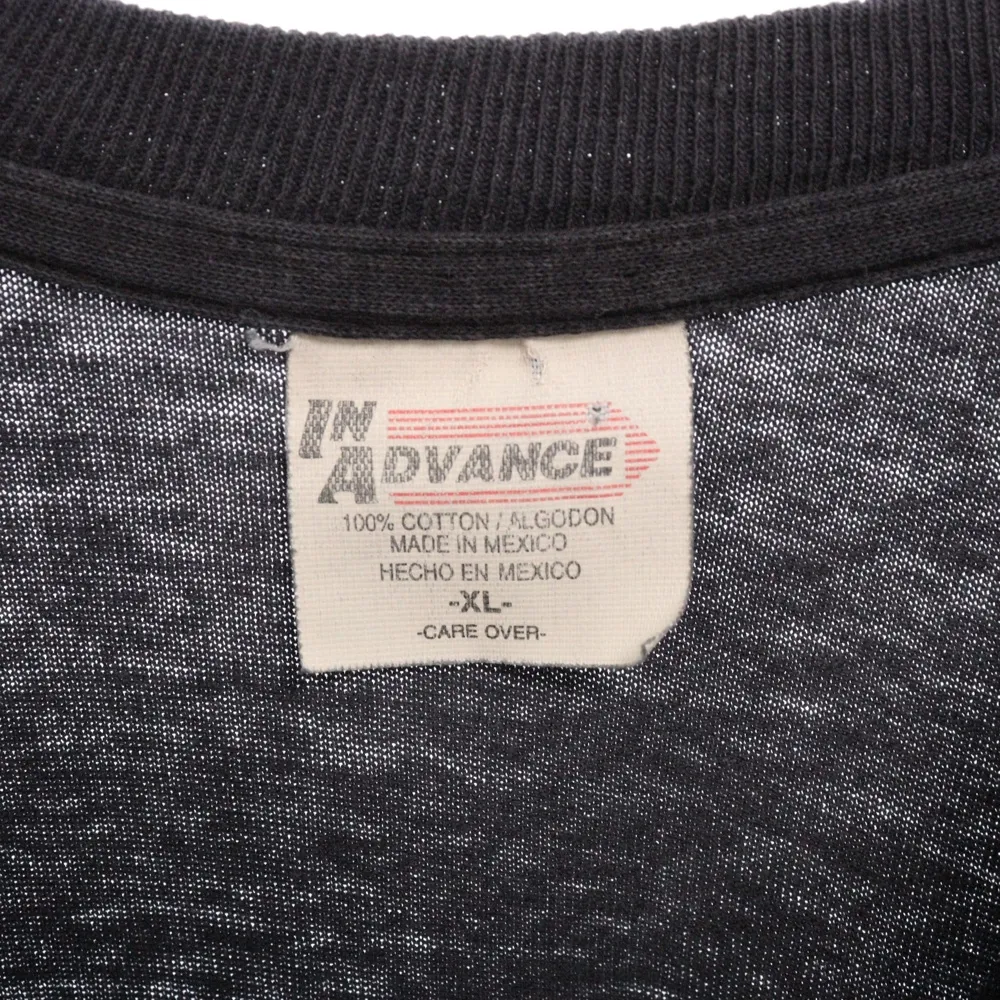 IN
ADVANCE
100% COTTON / ALGODON
MADE IN MEXICO
HECHO EN MEXICO
-XL-
-CARE OVER-